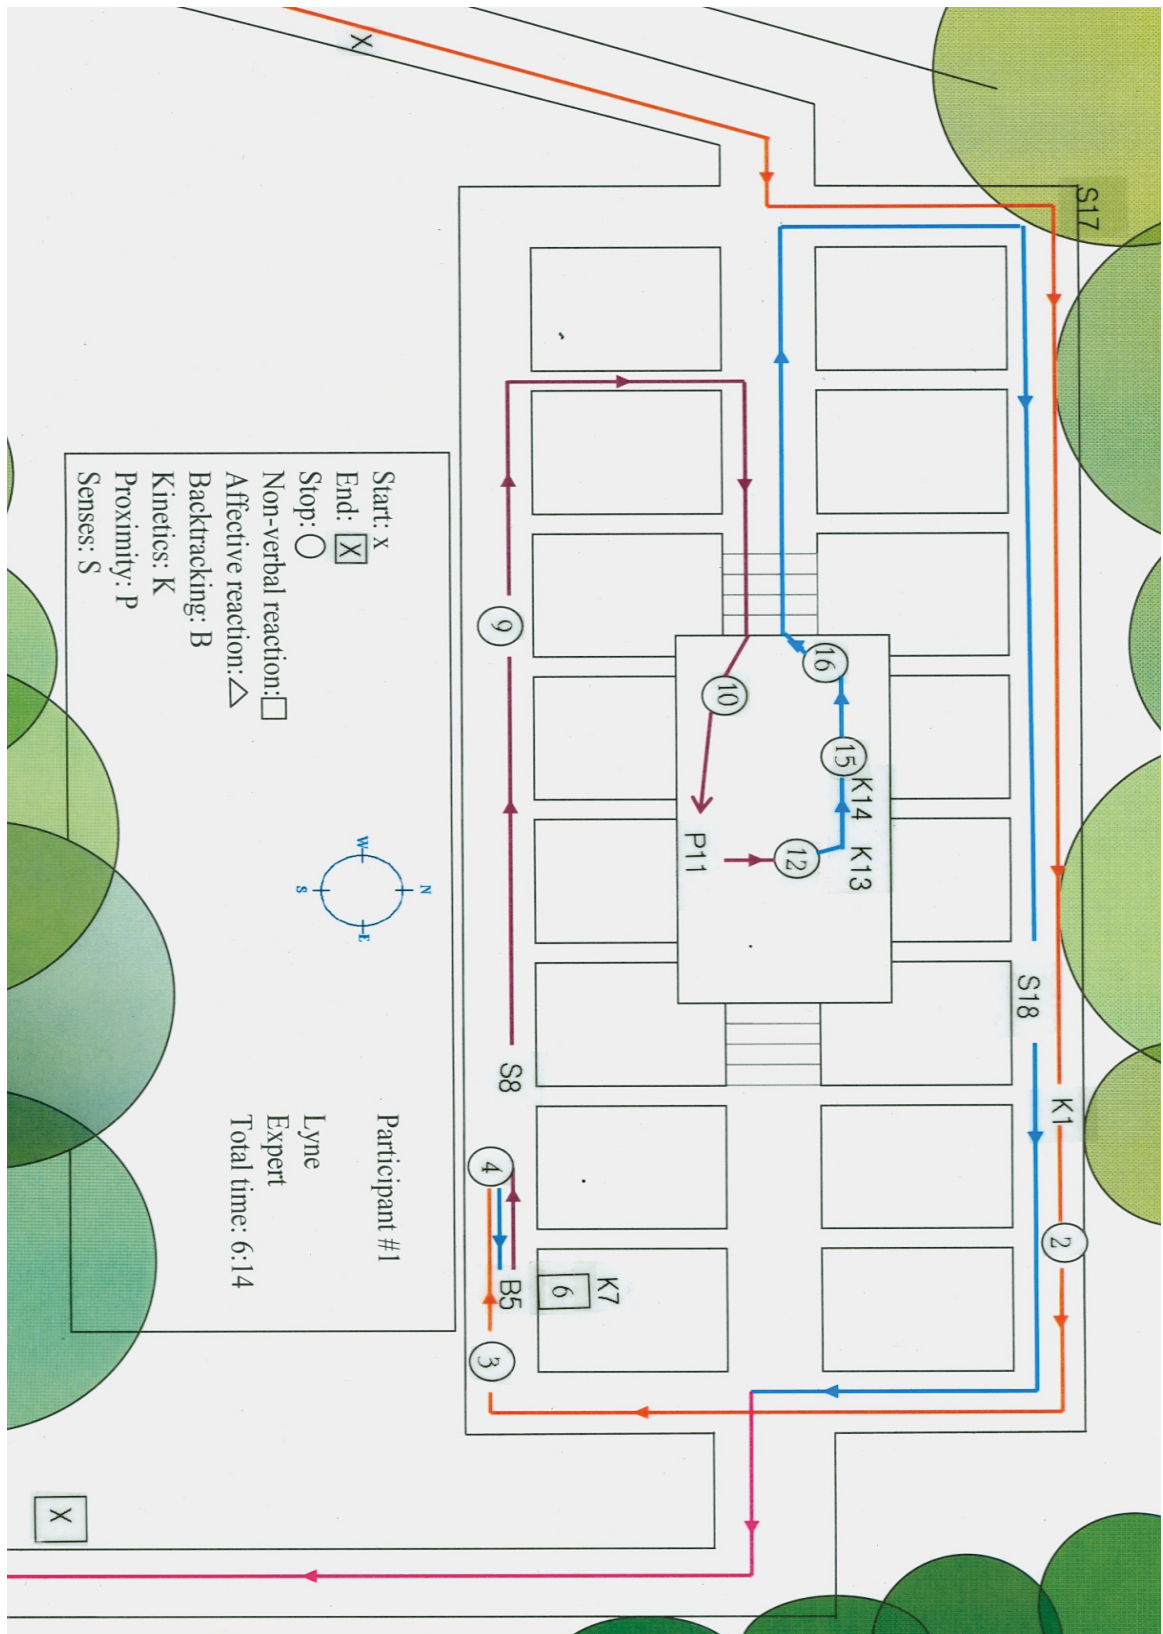 X
S17
K1
2
3
4
B5
6
K7
S8
9
10
P11
12
K13
K14
15
16
S18
X
Start: x
End: X
Stop:
Non-verbal reaction:
Affective reaction:
Backtracking: B
Kinetics: K
Proximity: P
Senses: S
N
W
E
S
Participant #1
Lyne
Expert
Total time: 6:14